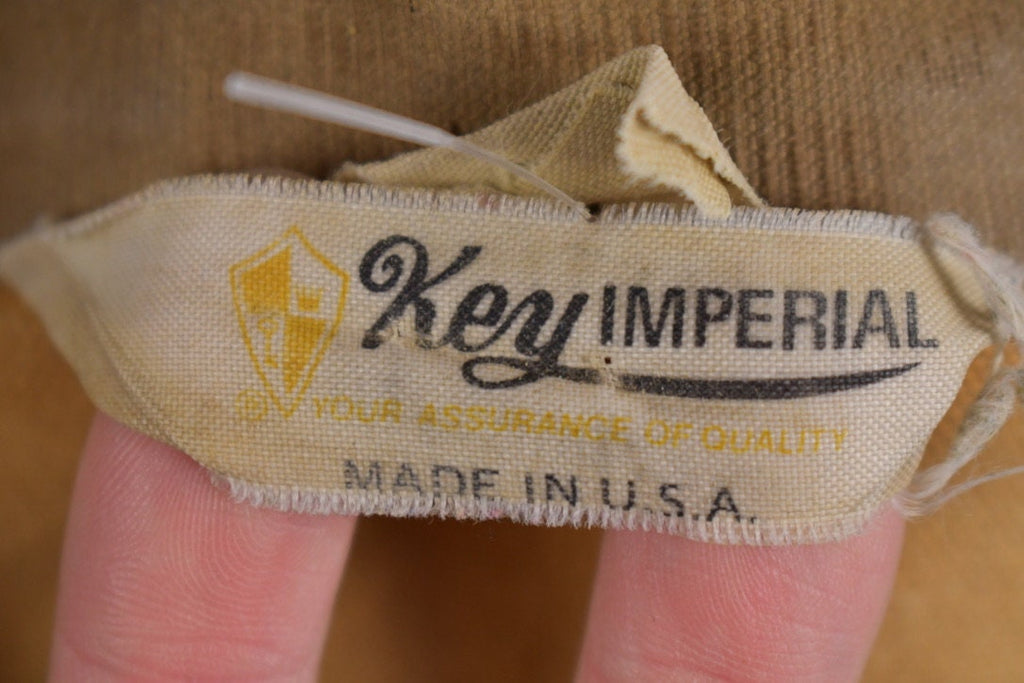 Key IMPERIAL
® YOUR ASSURANCE OF QUALITY
MADE IN U.S.A.